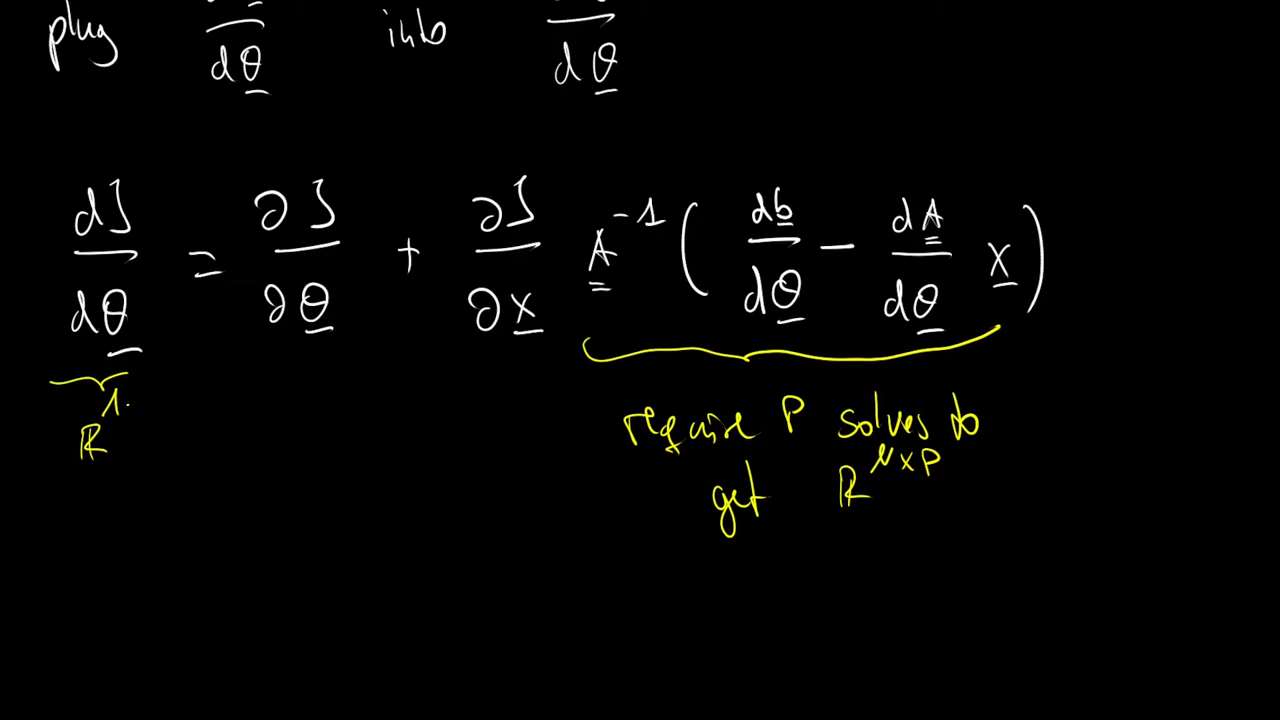 plug dθ into dθ
dJ/dθ = ∂J/∂θ + ∂J/∂x A^-1 ( db/dθ - dA/dθ x )
ℝ^1.
require P solves to
get ℝ^N×P